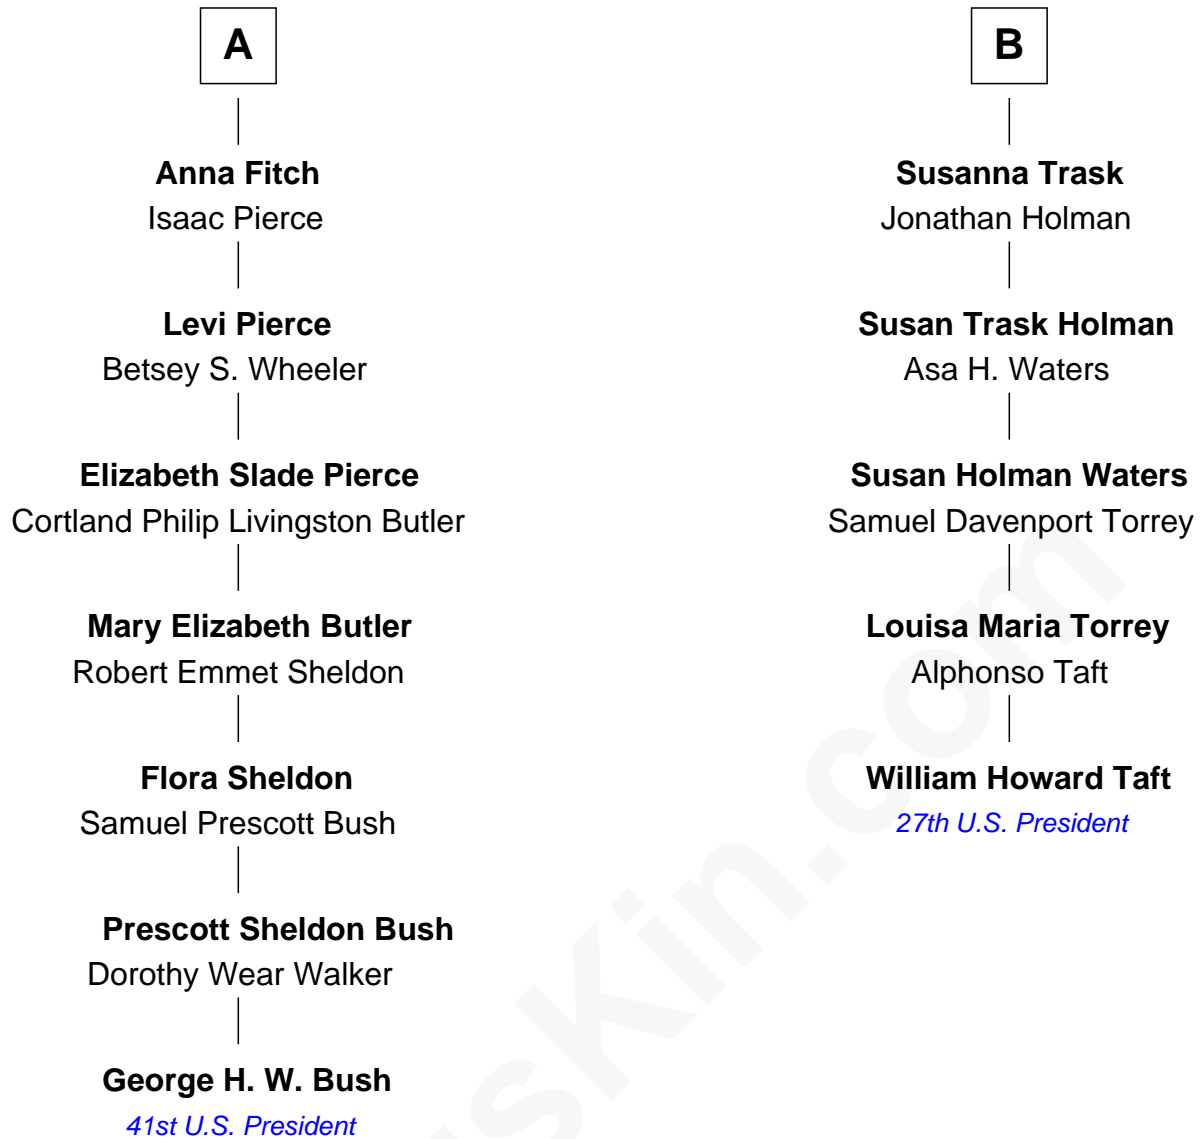 A
Anna Fitch
Isaac Pierce
Levi Pierce
Betsey S. Wheeler
Elizabeth Slade Pierce
Cortland Philip Livingston Butler
Mary Elizabeth Butler
Robert Emmet Sheldon
Flora Sheldon
Samuel Prescott Bush
Prescott Sheldon Bush
Dorothy Wear Walker
George H. W. Bush
41st U.S. President
B
Susanna Trask
Jonathan Holman
Susan Trask Holman
Asa H. Waters
Susan Holman Waters
Samuel Davenport Torrey
Louisa Maria Torrey
Alphonso Taft
William Howard Taft
27th U.S. President
sKin.com